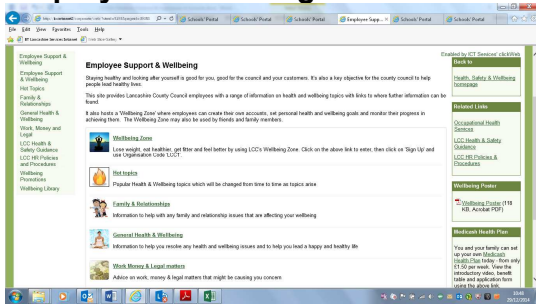 Schools' Portal
Schools' Portal
Schools' Portal
Schools' Portal
Employee Supp...
Schools' Portal
Schools' Portal
File Edit View Favorites Tools Help
Enabled by ICT Services' clickWeb
Employee Support &
Wellbeing
Employee Support
& Wellbeing
Hot Topics
Family &
Relationships
General Health &
Wellbeing
Work, Money and
Legal
LCC Health &
Safety Guidance
LCC HR Policies
and Procedures
Wellbeing
Promotions
Wellbeing Library
Employee Support & Wellbeing
Staying healthy and looking after yourself is good for you, good for the council and your customers. It's also a key objective for the county council to help
people lead healthy lives.
This site provides Lancashire County Council employees with a range of information on health and wellbeing topics with links to where further information can be
found.
It also hosts a 'Wellbeing Zone' where employees can create their own accounts, set personal health and wellbeing goals and monitor their progress in
achieving them. The Wellbeing Zone may also be used by friends and family members.
Wellbeing Zone
Lose weight, eat healthier, get fitter and feel better by using LCC's Wellbeing Zone. Click on the above link to enter, then click on 'Sign Up' and
use Organisation Code 'LUCT'.
Hot topics
Popular Health & Wellbeing topics which will be changed from time to time as topics arise
Family & Relationships
Information to help with any family and relationship issues that are affecting your wellbeing
General Health & Wellbeing
Information to help you resolve any health and wellbeing issues and to help you lead a happy and healthy life
Work Money & Legal matters
Advice on work, money & legal matters that might be causing you concern
Back to
Health, Safety & Wellbeing
homepage
Related Links
Occupational Health
Services
LCC Health & Safety
Guidance
LCC HR Policies &
Procedures
Wellbeing Poster
Wellbeing Poster (118
KB, Acrobat PDF)
Medicash Health Plan
You and your family can set
up your own Medicash
Health Plan today - from only
£1.50 per week. View the
introductory video, benefit
table and application form
using the above link.